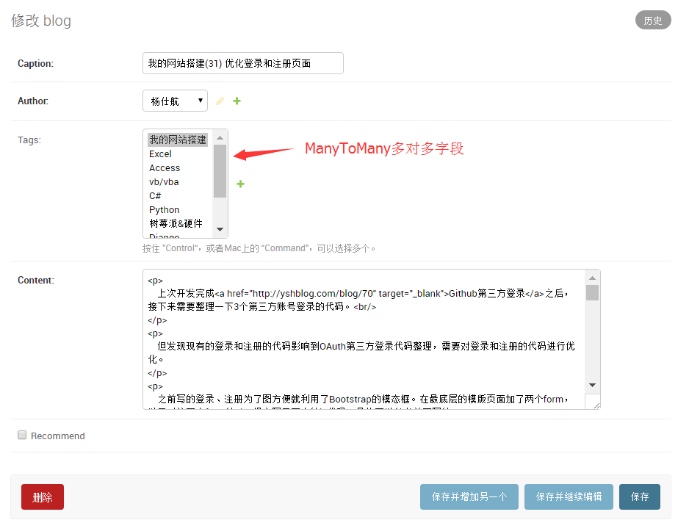 修改 blog
历史
Caption:
我的网站搭建(31) 优化登录和注册页面
Author:
杨仕航
Tags:
我的网站搭建
Excel
Access
vb/vba
C#
Python
树莓派&硬件
Django
ManyToMany多对多字段
按住 "Control"，或者Mac上的 "Command"，可以选择多个。
Content:
<p>
上次开发完成<a href="http://yshblog.com/blog/70" target="_blank">Github第三方登录</a>之后，
接下来需要整理一下3个第三方账号登录的代码。<br/>
</p>
<p>
但发现现有的登录和注册的代码影响到OAuth第三方登录代码整理，需要对登录和注册的代码进行优
化。
</p>
<p>
之前写的登录、注册为了图方便就利用了Bootstrap的模态框。在最底层的模版页面加了两个form，
Recommend
删除
保存并增加另一个
保存并继续编辑
保存